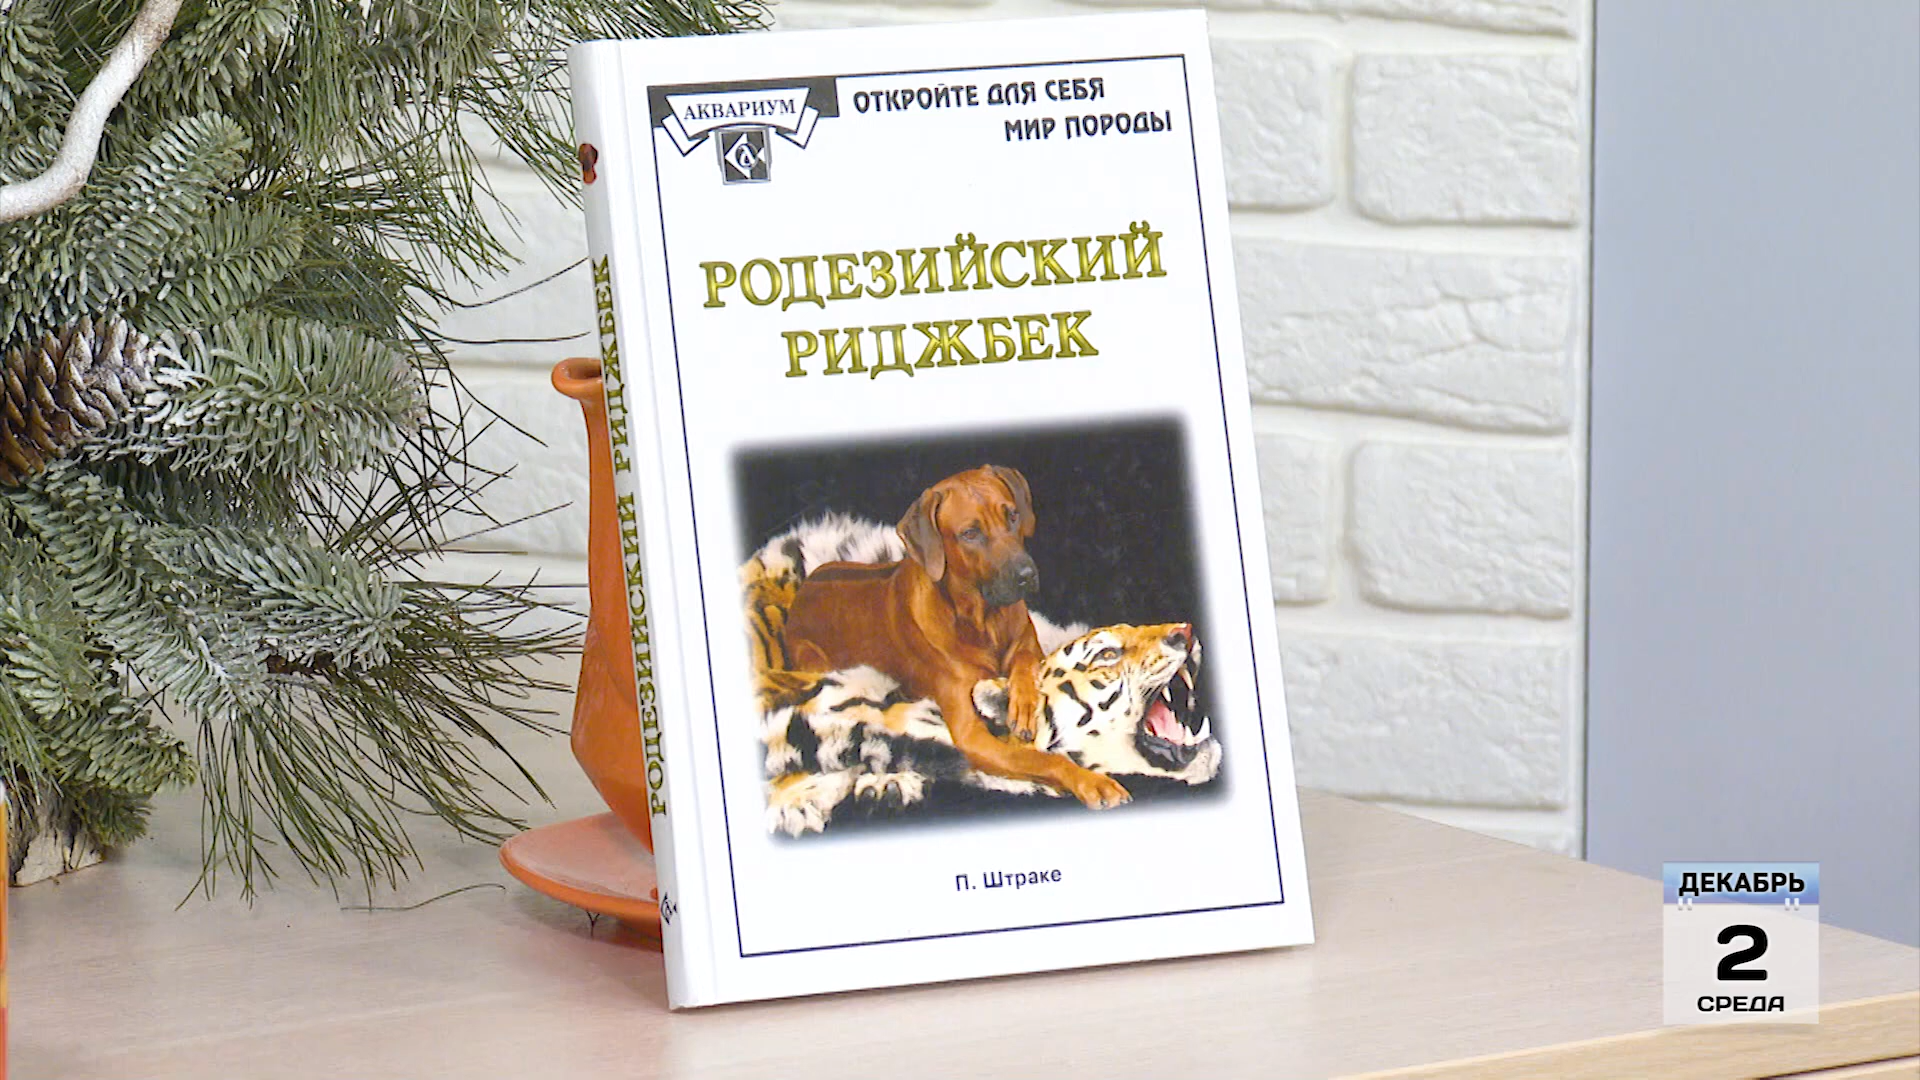 АКВАРИУМ
ОТКРОЙТЕ ДЛЯ СЕБЯ
МИР ПОРОДЫ
РОДЕЗИЙСКИЙ
РИДЖБЕК
П. Штраке
РОДЕЗИЙСКИЙ РИДЖБЕК
ДЕКАБРЬ
2
СРЕДА